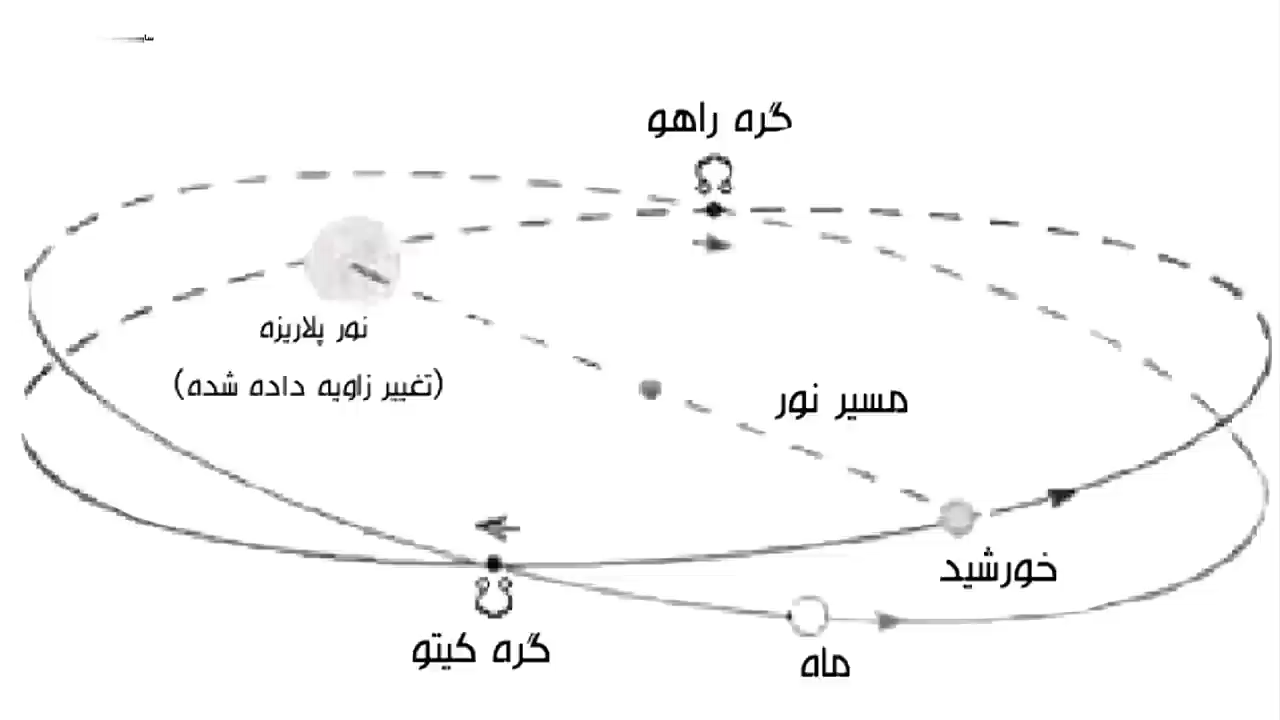 گره راهو
نور پلاریزه
(تغییر زاویه داده شده)
مسیر نور
خورشید
گره کیتو
ماه